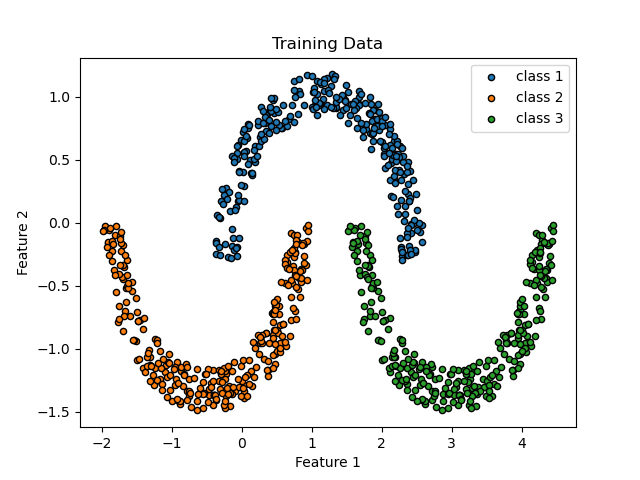 Training Data
class 1
class 2
class 3
1.0
0.5
0.0
−0.5
−1.0
−1.5
Feature 2
−2
−1
0
1
2
3
4
Feature 1